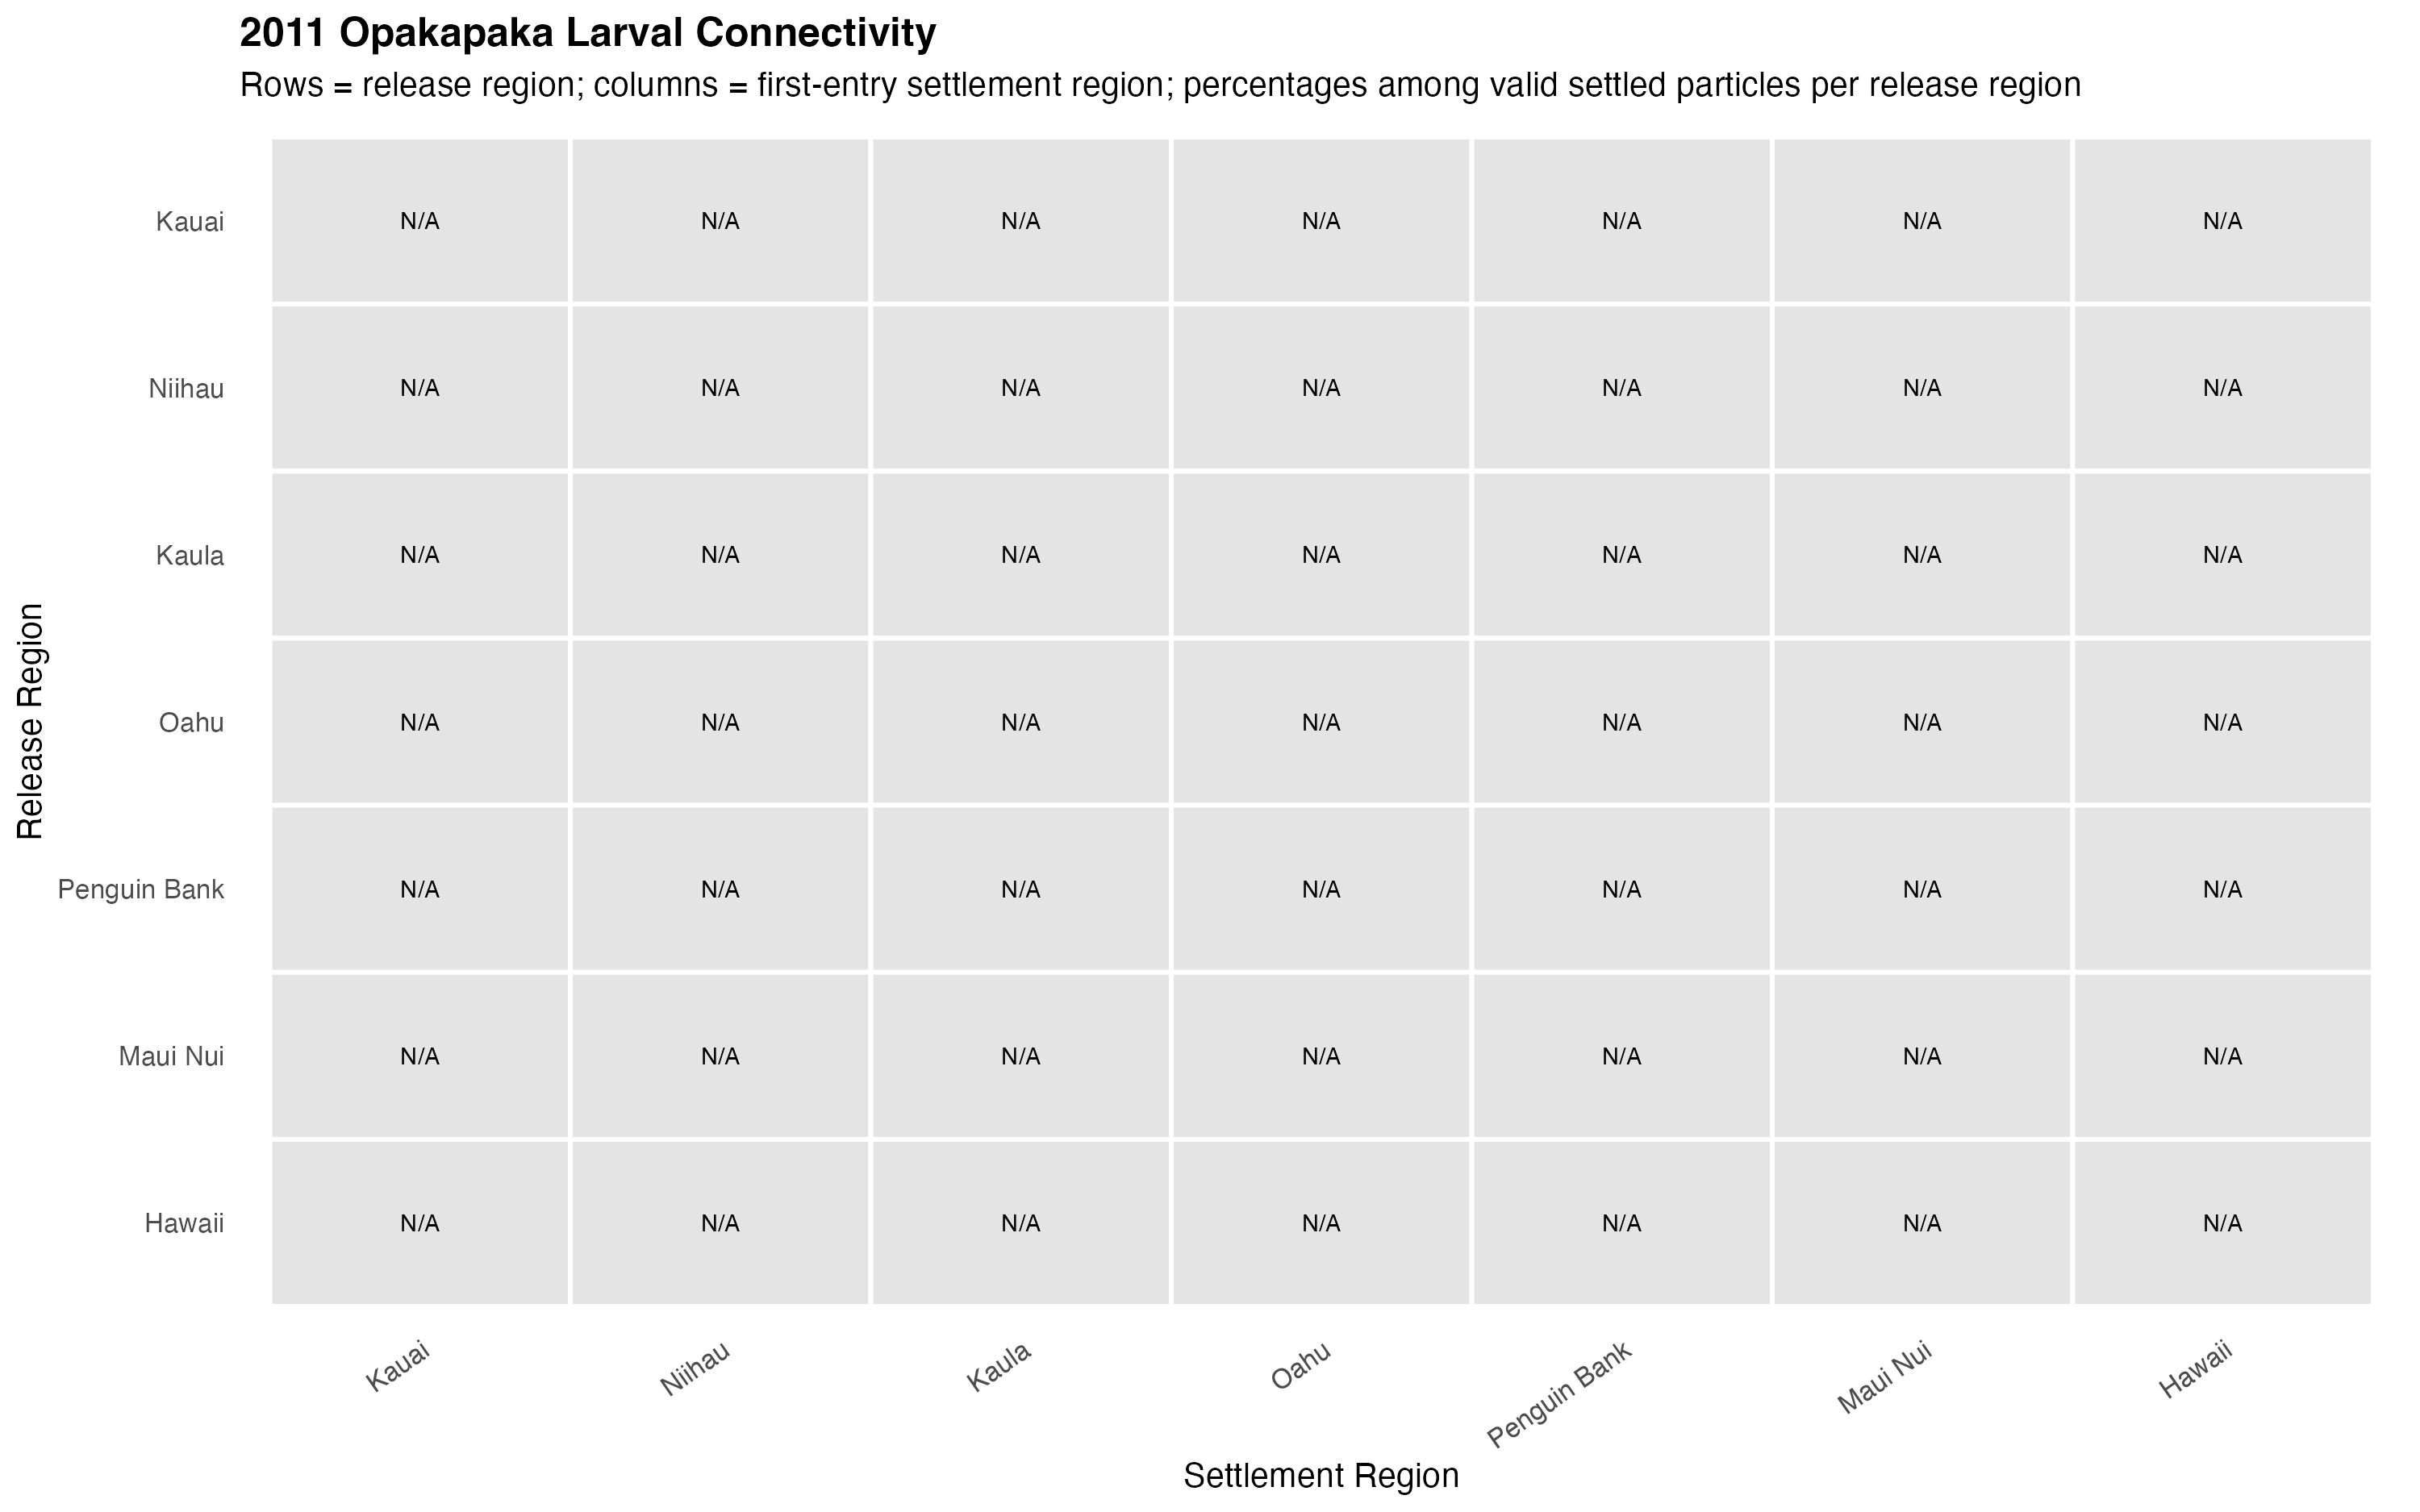 2011 Opakapaka Larval Connectivity
Rows = release region; columns = first-entry settlement region; percentages among valid settled particles per release region
Release Region
Kauai N/A N/A N/A N/A N/A N/A N/A
Niihau N/A N/A N/A N/A N/A N/A N/A
Kaula N/A N/A N/A N/A N/A N/A N/A
Oahu N/A N/A N/A N/A N/A N/A N/A
Penguin Bank N/A N/A N/A N/A N/A N/A N/A
Maui Nui N/A N/A N/A N/A N/A N/A N/A
Hawaii N/A N/A N/A N/A N/A N/A N/A
Kauai Niihau Kaula Oahu Penguin Bank Maui Nui Hawaii
Settlement Region